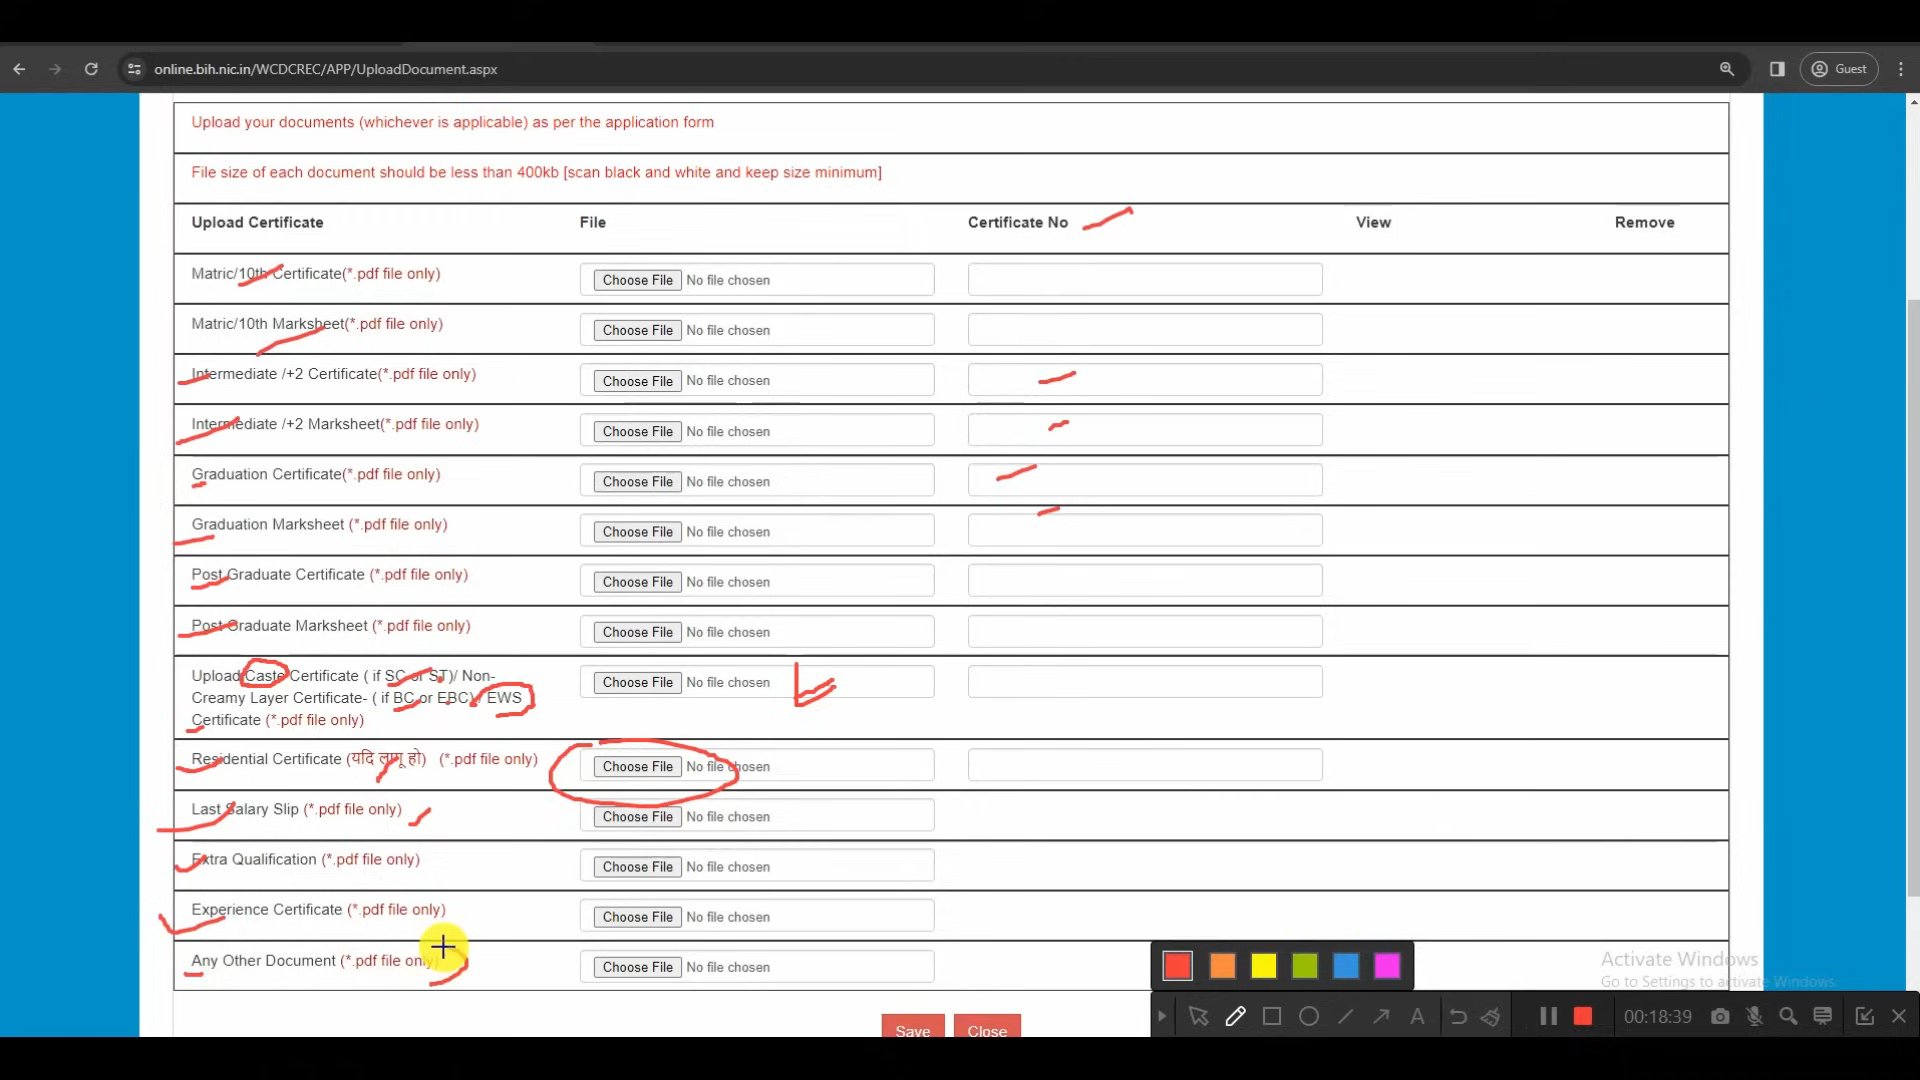 online.bih.nic.in/WCDCREC/APP/UploadDocument.aspx
Guest
Upload your documents (whichever is applicable) as per the application form
File size of each document should be less than 400kb [scan black and white and keep size minimum]
Upload Certificate File Certificate No View Remove
Matric/10th Certificate(*.pdf file only) Choose File No file chosen
Matric/10th Marksheet(*.pdf file only) Choose File No file chosen
Intermediate /+2 Certificate(*.pdf file only) Choose File No file chosen
Intermediate /+2 Marksheet(*.pdf file only) Choose File No file chosen
Graduation Certificate(*.pdf file only) Choose File No file chosen
Graduation Marksheet (*.pdf file only) Choose File No file chosen
Post Graduate Certificate (*.pdf file only) Choose File No file chosen
Post Graduate Marksheet (*.pdf file only) Choose File No file chosen
Upload Caste Certificate ( if SC or ST)/ Non- Choose File No file chosen
Creamy Layer Certificate- ( if BC or EBC) / EWS
Certificate (*.pdf file only)
Residential Certificate (यदि लागू हो) (*.pdf file only) Choose File No file chosen
Last Salary Slip (*.pdf file only) Choose File No file chosen
Extra Qualification (*.pdf file only) Choose File No file chosen
Experience Certificate (*.pdf file only) Choose File No file chosen
Any Other Document (*.pdf file only) Choose File No file chosen
Activate Windows
Go to Settings to activate Windows.
Save Close
A
00:18:39